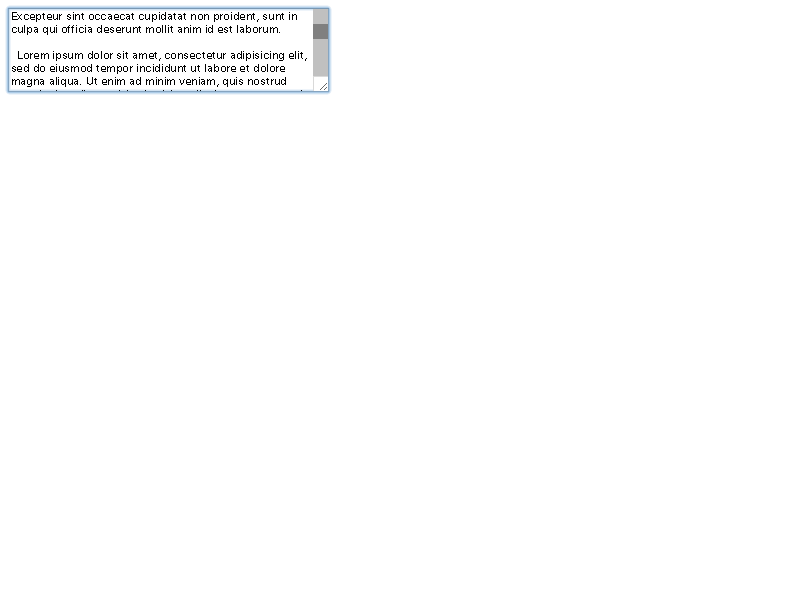 Excepteur sint occaecat cupidatat non proident, sunt in
culpa qui officia deserunt mollit anim id est laborum.
Lorem ipsum dolor sit amet, consectetur adipisicing elit,
sed do eiusmod tempor incididunt ut labore et dolore
magna aliqua. Ut enim ad minim veniam, quis nostrud